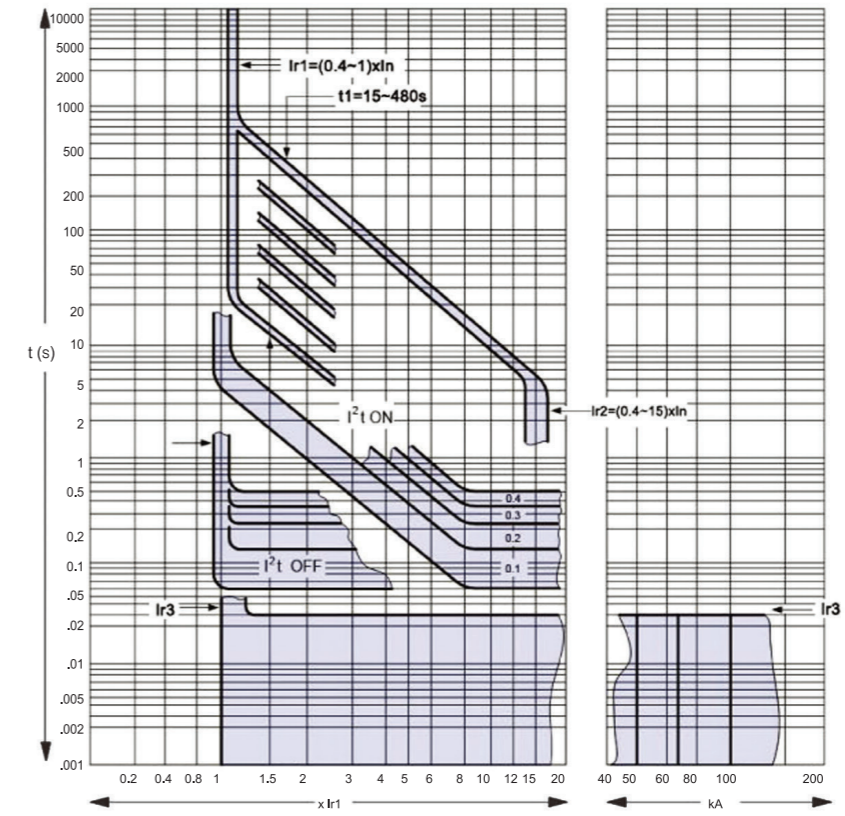 10000
5000
2000
1000
500
200
100
50
20
10
5
2
1
0.5
0.2
0.1
.05
.02
.01
.005
.002
.001
t (s)
Ir1=(0.4~1)xIn
t1=15~480s
I²t ON
Ir2=(0.4~15)xIn
0.4
0.3
0.2
0.1
I²t OFF
Ir3
Ir3
0.2 0.4 0.8 1 1.5 2 3 4 5 6 8 10 12 15 20
40 50 60 80 100 200
x Ir1
kA